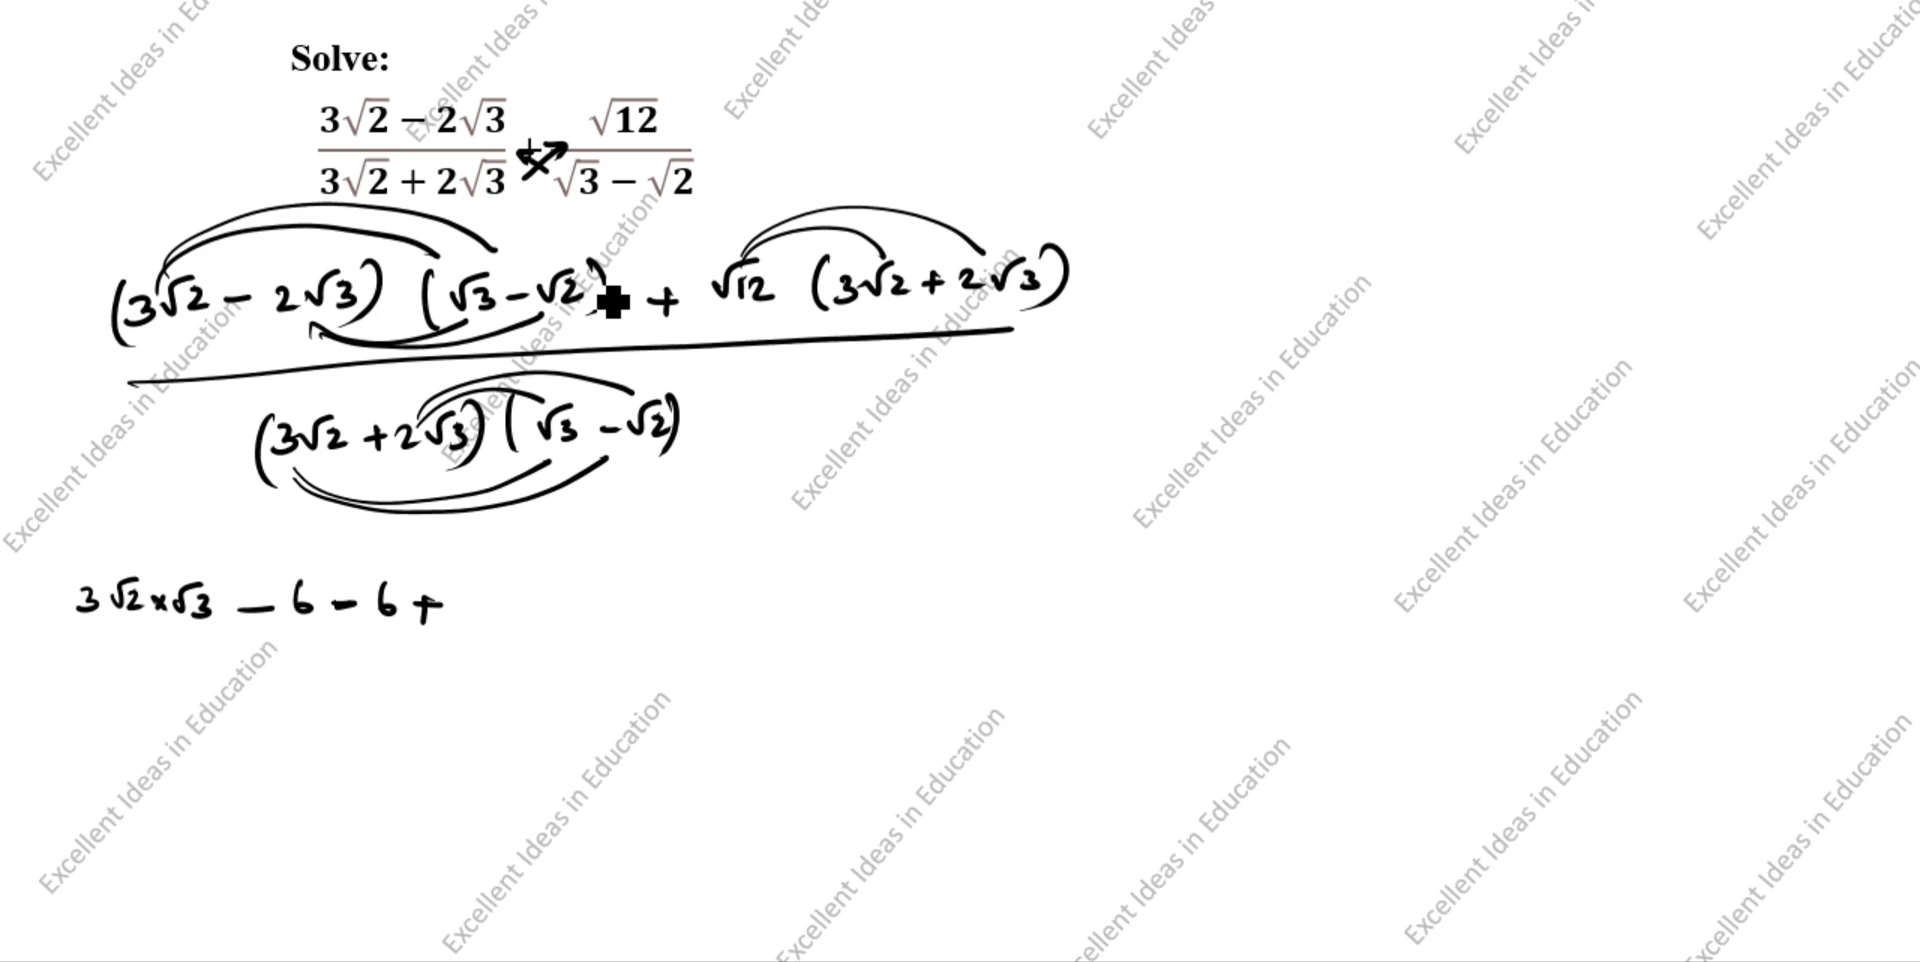 Solve:
(3√2 − 2√3)/(3√2 + 2√3) + √12/(√3 − √2)
(3√2 − 2√3) (√3 − √2) + √12 (3√2 + 2√3)
(3√2 + 2√3) (√3 − √2)
3√2×√3 − 6 − 6 +
Excellent Ideas in Education